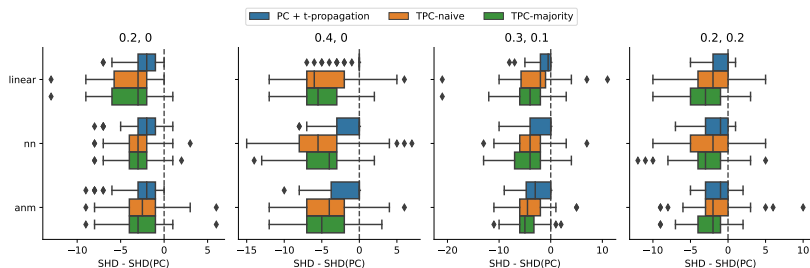 PC + t-propagation TPC-naive TPC-majority
0.2, 0 0.4, 0 0.3, 0.1 0.2, 0.2
linear
nn
anm
−10 −5 0 5 −15 −10 −5 0 5 −20 −10 0 10 −10 −5 0 5 10
SHD - SHD(PC) SHD - SHD(PC) SHD - SHD(PC) SHD - SHD(PC)